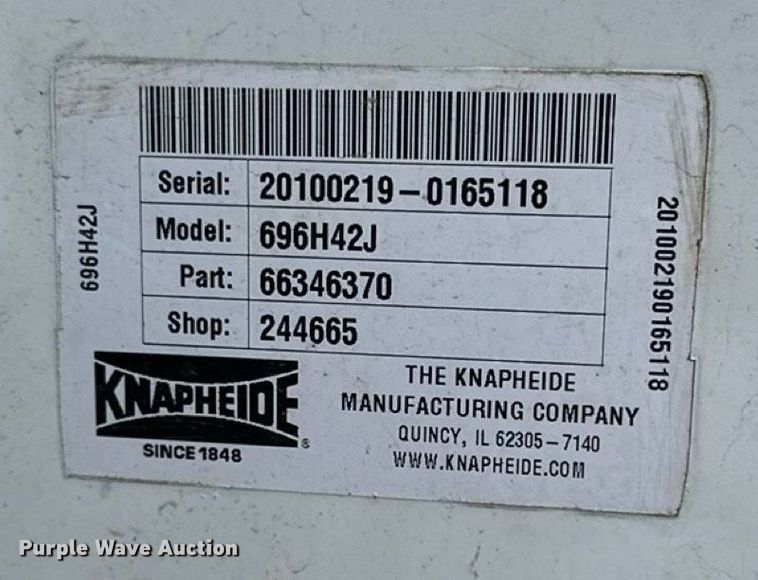 Serial: 20100219-0165118
Model: 696H42J
Part: 66346370
Shop: 244665
696H42J
201002190165118
KNAPHEIDE®
SINCE 1848
THE KNAPHEIDE
MANUFACTURING COMPANY
QUINCY, IL 62305-7140
WWW.KNAPHEIDE.COM
Purple Wave Auction